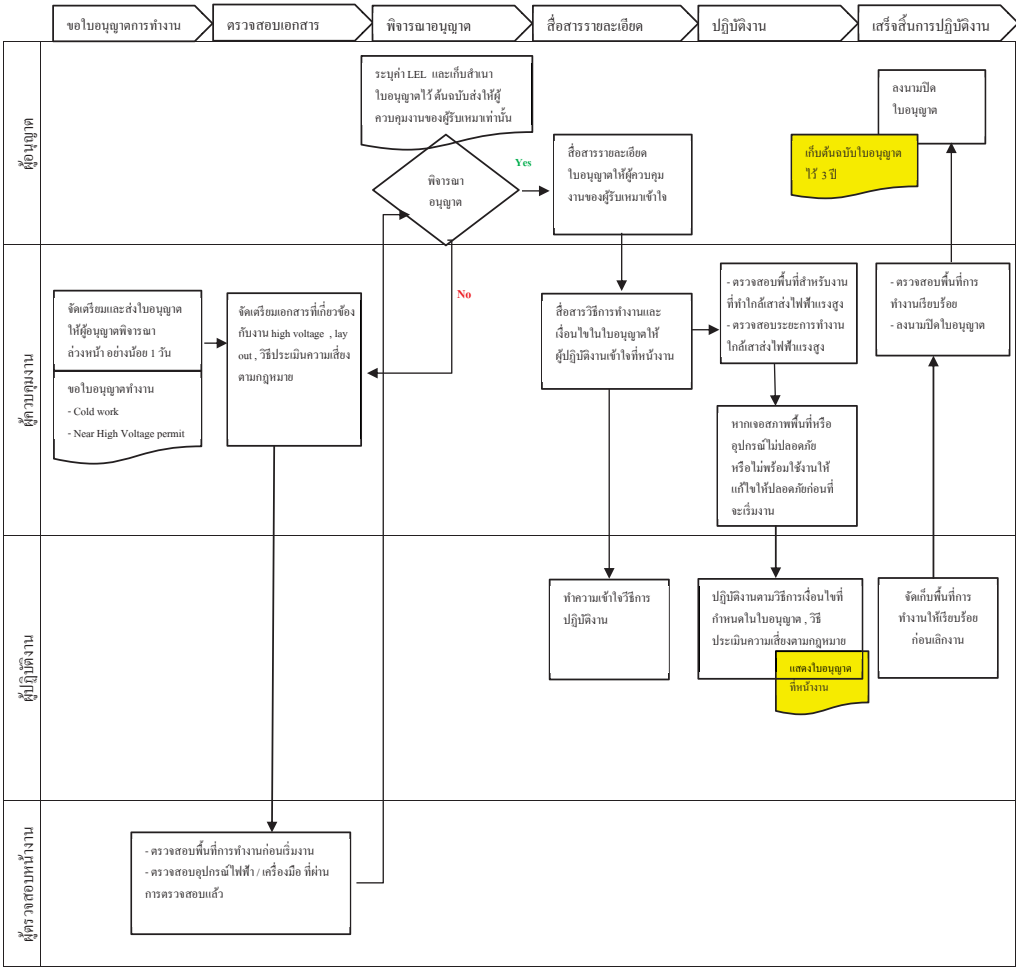 ขอใบอนุญาตการทำงาน
ตรวจสอบเอกสาร
พิจารณาอนุญาต
สื่อสารรายละเอียด
ปฏิบัติงาน
เสร็จสิ้นการปฏิบัติงาน
ผู้อนุญาต
ระบุค่า LEL และเก็บสำเนา
ใบอนุญาตไว้ ต้นฉบับส่งให้ผู้
ควบคุมงานของผู้รับเหมาเท่านั้น
พิจารณา
อนุญาต
Yes
No
สื่อสารรายละเอียด
ใบอนุญาตให้ผู้ควบคุม
งานของผู้รับเหมาเข้าใจ
ลงนามปิด
ใบอนุญาต
เก็บต้นฉบับใบอนุญาต
ไว้ 3 ปี
ผู้ควบคุมงาน
จัดเตรียมและส่งใบอนุญาต
ให้ผู้อนุญาตพิจารณา
ล่วงหน้า อย่างน้อย 1 วัน
ขอใบอนุญาตทำงาน
- Cold work
- Near High Voltage permit
จัดเตรียมเอกสารที่เกี่ยวข้อง
กับงาน high voltage , lay
out , วิธีประเมินความเสี่ยง
ตามกฎหมาย
สื่อสารวิธีการทำงานและ
เงื่อนไขในใบอนุญาตให้
ผู้ปฏิบัติงานเข้าใจที่หน้างาน
- ตรวจสอบพื้นที่สำหรับงาน
ที่ทำใกล้เสาส่งไฟฟ้าแรงสูง
- ตรวจสอบระยะการทำงาน
ใกล้เสาส่งไฟฟ้าแรงสูง
หากเจอสภาพพื้นที่หรือ
อุปกรณ์ไม่ปลอดภัย
หรือไม่พร้อมใช้งานให้
แก้ไขให้ปลอดภัยก่อนที่
จะเริ่มงาน
- ตรวจสอบพื้นที่การ
ทำงานเรียบร้อย
- ลงนามปิดใบอนุญาต
ผู้ปฏิบัติงาน
ทำความเข้าใจวิธีการ
ปฏิบัติงาน
ปฏิบัติงานตามวิธีการเงื่อนไขที่
กำหนดในใบอนุญาต , วิธี
ประเมินความเสี่ยงตามกฎหมาย
แสดงใบอนุญาต
ที่หน้างาน
จัดเก็บพื้นที่การ
ทำงานให้เรียบร้อย
ก่อนเลิกงาน
ผู้ตรวจสอบหน้างาน
- ตรวจสอบพื้นที่การทำงานก่อนเริ่มงาน
- ตรวจสอบอุปกรณ์ไฟฟ้า / เครื่องมือ ที่ผ่าน
การตรวจสอบแล้ว